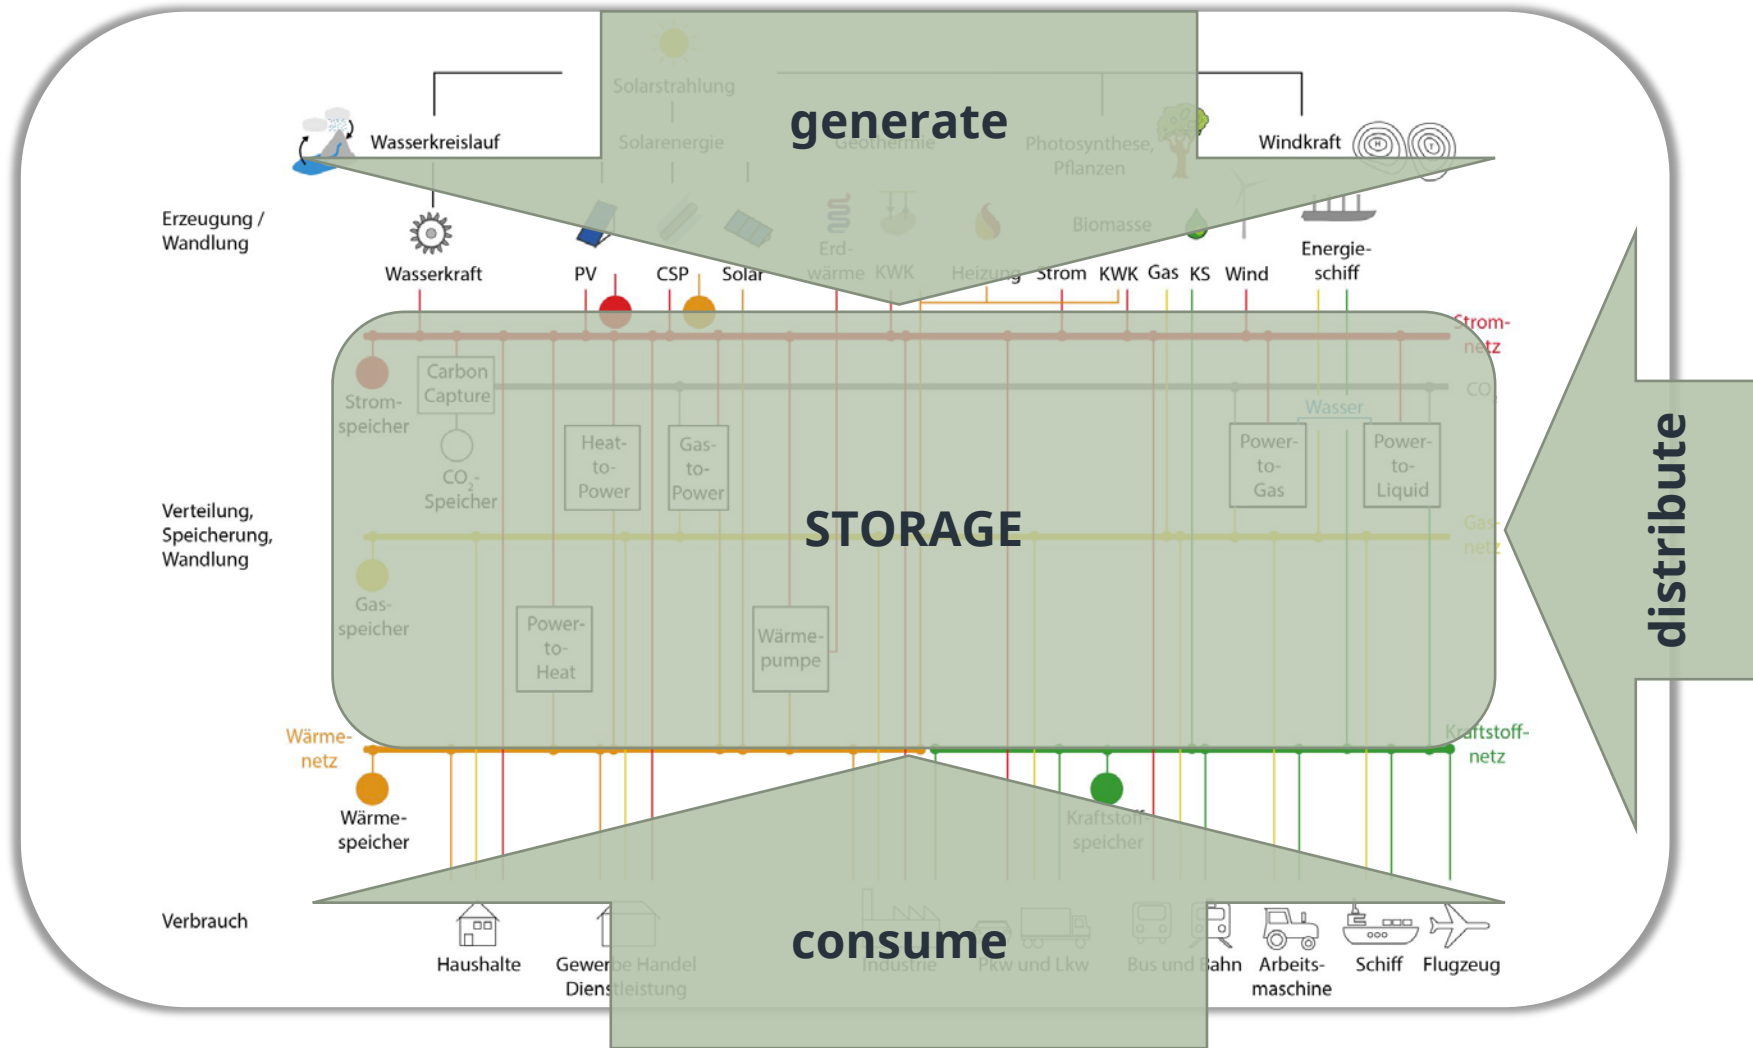 Solarstrahlung
generate
Wasserkreislauf
Solarenergie
Geothermie
Photosynthese,
Pflanzen
Windkraft
H
T
Erzeugung /
Wandlung
Biomasse
Wasserkraft
PV
CSP
Solar
Erd-
wärme
KWK
Heizung
Strom
KWK
Gas
KS
Wind
Energie-
schiff
Strom-
netz
Carbon
Capture
CO2
Strom-
speicher
Wasser
Heat-
to-
Power
Gas-
to-
Power
Power-
to-
Gas
Power-
to-
Liquid
CO2-
Speicher
Verteilung,
Speicherung,
Wandlung
STORAGE
Gas-
netz
distribute
Gas-
speicher
Power-
to-
Heat
Wärme-
pumpe
Wärme-
netz
Kraftstoff-
netz
Wärme-
speicher
Kraftstoff-
speicher
Verbrauch
consume
Haushalte
Gewerbe Handel
Dienstleistung
Industrie
Pkw und Lkw
Bus und Bahn
Arbeits-
maschine
Schiff
Flugzeug